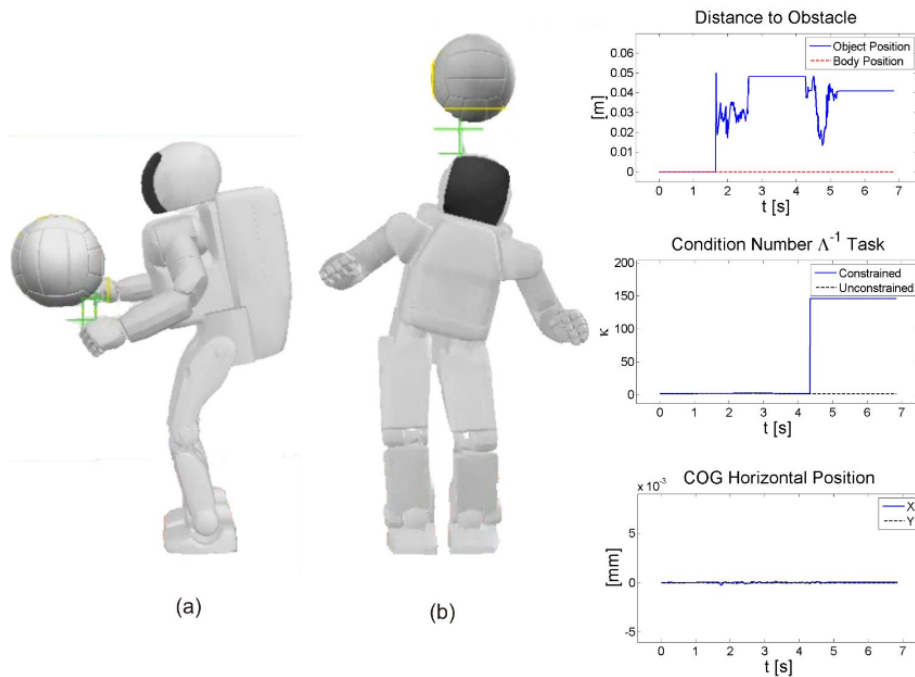 Distance to Obstacle
Object Position
Body Position
0.06
0.05
0.04
0.03
0.02
0.01
0
[m]
0 1 2 3 4 5 6 7
t [s]
Condition Number Λ⁻¹ Task
Constrained
Unconstrained
200
150
100
50
0
κ
0 1 2 3 4 5 6 7
t [s]
COG Horizontal Position
x 10⁻³
X
Y
5
0
-5
[mm]
0 1 2 3 4 5 6 7
t [s]
(a)
(b)